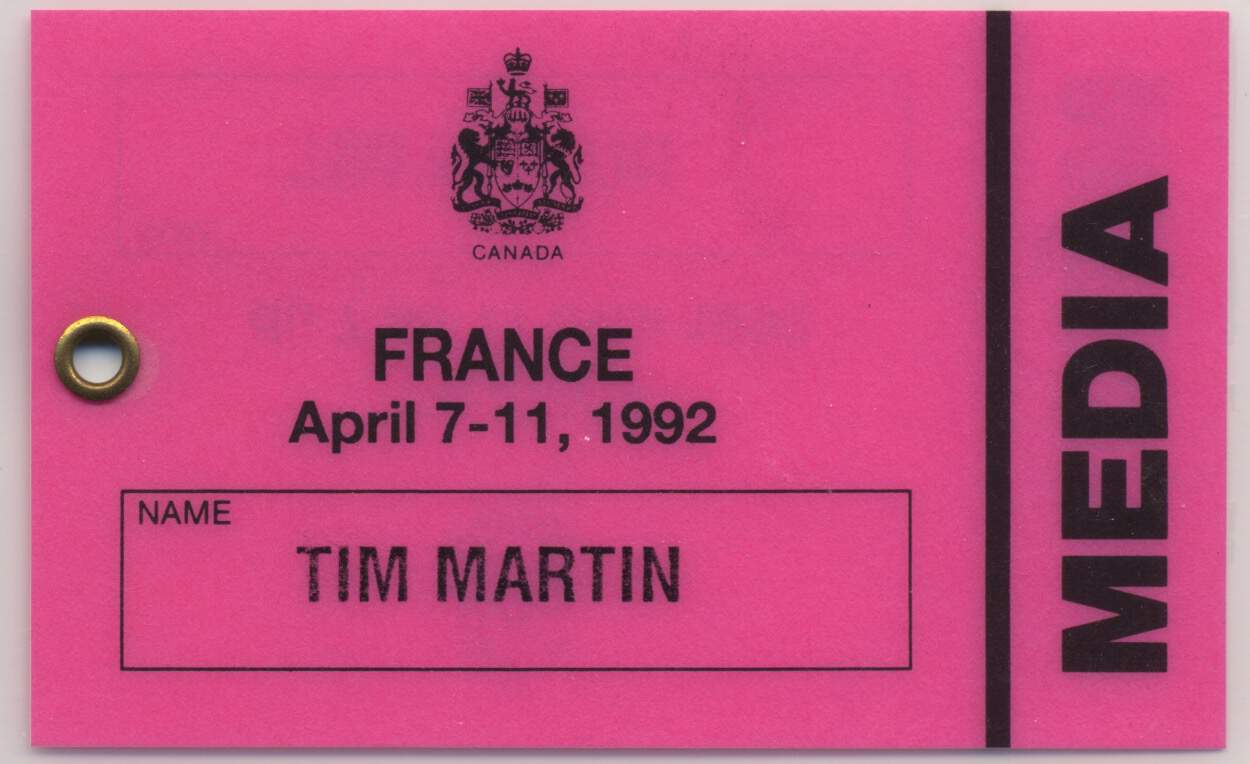 CANADA
FRANCE
April 7-11, 1992
NAME
TIM MARTIN
MEDIA